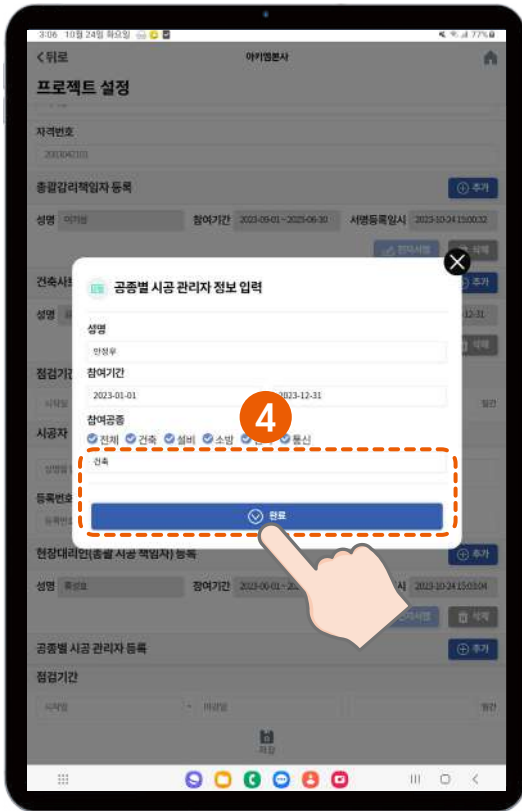 3:06 10월 24일 화요일 77%
뒤로 아키엠본사
프로젝트 설정
자격번호
2003042103
총괄감리책임자 등록 추가
성명 이기성 참여기간 2023-05-01 ~ 2025-06-30 서명등록일시 2023-10-24 15:00:32
삭제
건축사 추가
성명 12-31
공종별 시공 관리자 정보 입력
성명
안정우
점검기간 참여기간
2023-01-01 2023-12-31
시작일 일간
시공자 참여공종
4
전체 건축 설비 소방 통신
건축
등록번호
완료
현장대리인(총괄 시공 책임자) 등록 추가
성명 참여기간 2023-06-01 ~ 시 2023-10-24 15:03:04
삭제
공종별 시공 관리자 등록 추가
점검기간
시작일 - 마감일 일간
저장